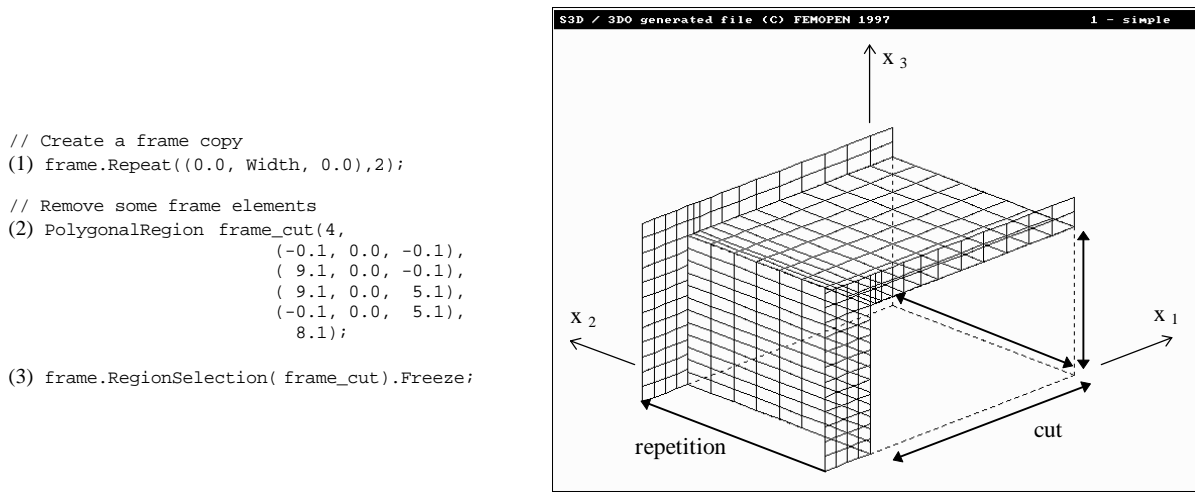 // Create a frame copy
(1) frame.Repeat((0.0, Width, 0.0),2);
// Remove some frame elements
(2) PolygonalRegion frame_cut(4,
(-0.1, 0.0, -0.1),
( 9.1, 0.0, -0.1),
( 9.1, 0.0, 5.1),
(-0.1, 0.0, 5.1),
8.1);
(3) frame.RegionSelection( frame_cut).Freeze;
S3D / 3DO generated file (C) FEMOPEN 1997 1 - simple
x 3
x 2
x 1
repetition
cut